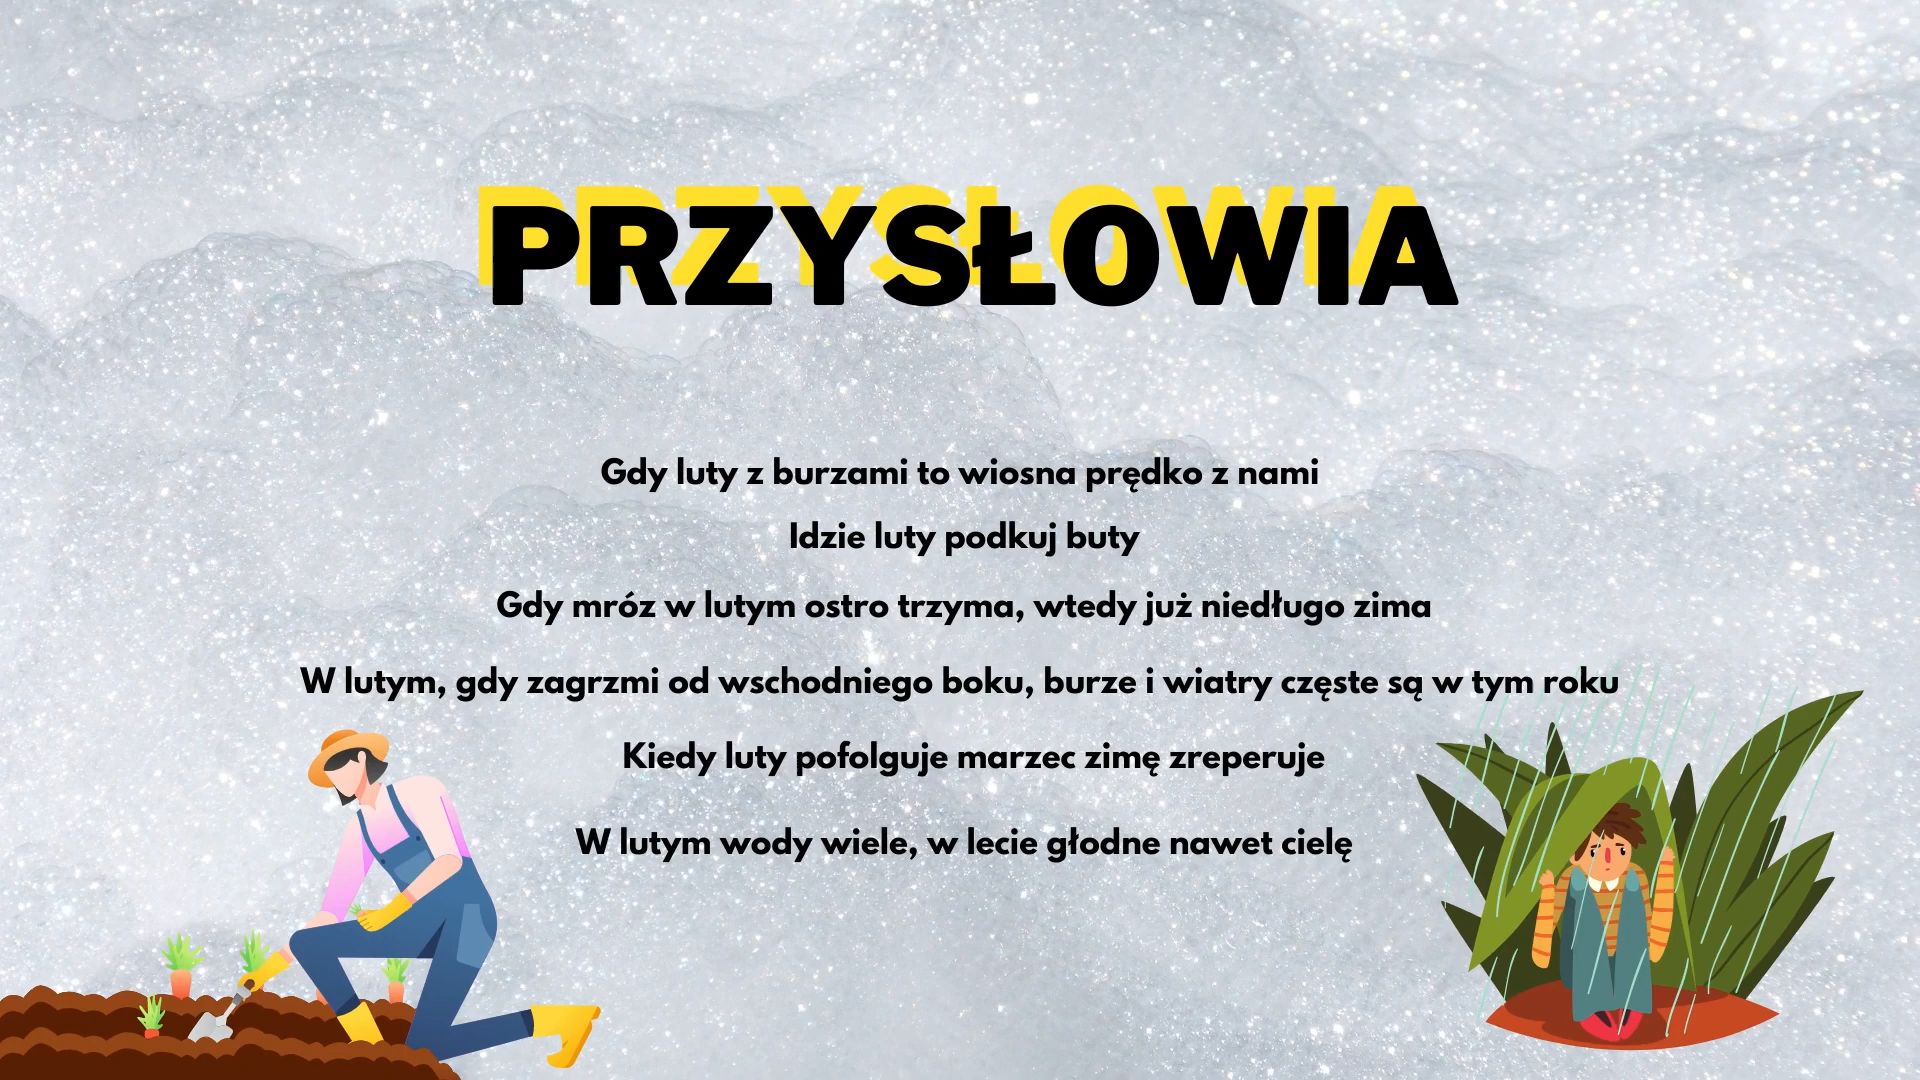 PRZYSŁOWIA
Gdy luty z burzami to wiosna prędko z nami
Idzie luty podkuj buty
Gdy mróz w lutym ostro trzyma, wtedy już niedługo zima
W lutym, gdy zagrzmi od wschodniego boku, burze i wiatry częste są w tym roku
Kiedy luty pofolguje marzec zimę zreperuje
W lutym wody wiele, w lecie głodne nawet cielę